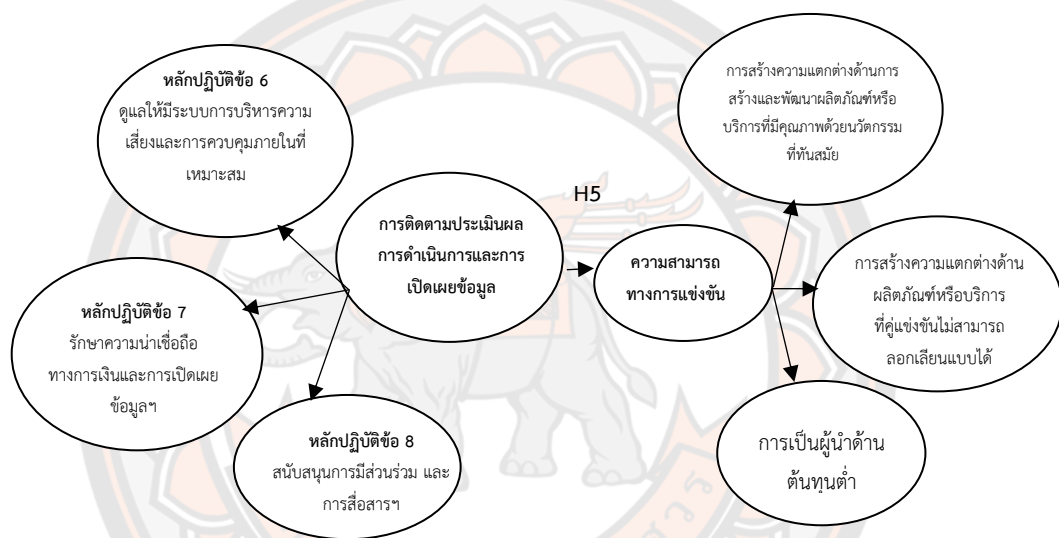 หลักปฏิบัติข้อ 6
ดูแลให้มีระบบการบริหารความ
เสี่ยงและการควบคุมภายในที่
เหมาะสม
การสร้างความแตกต่างด้านการ
สร้างและพัฒนาผลิตภัณฑ์หรือ
บริการที่มีคุณภาพด้วยนวัตกรรม
ที่ทันสมัย
H5
การติดตามประเมินผล
การดำเนินการและการ
เปิดเผยข้อมูล
ความสามารถ
ทางการแข่งขัน
การสร้างความแตกต่างด้าน
ผลิตภัณฑ์หรือบริการ
ที่คู่แข่งขันไม่สามารถ
ลอกเลียนแบบได้
หลักปฏิบัติข้อ 7
รักษาความน่าเชื่อถือ
ทางการเงินและการเปิดเผย
ข้อมูลฯ
หลักปฏิบัติข้อ 8
สนับสนุนการมีส่วนร่วม และ
การสื่อสารฯ
การเป็นผู้นำด้าน
ต้นทุนต่ำ